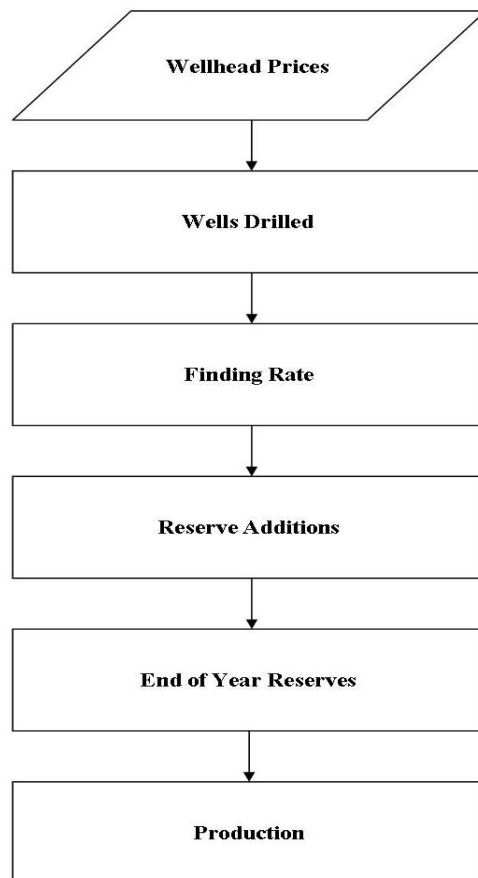 Wellhead Prices
Wells Drilled
Finding Rate
Reserve Additions
End of Year Reserves
Production